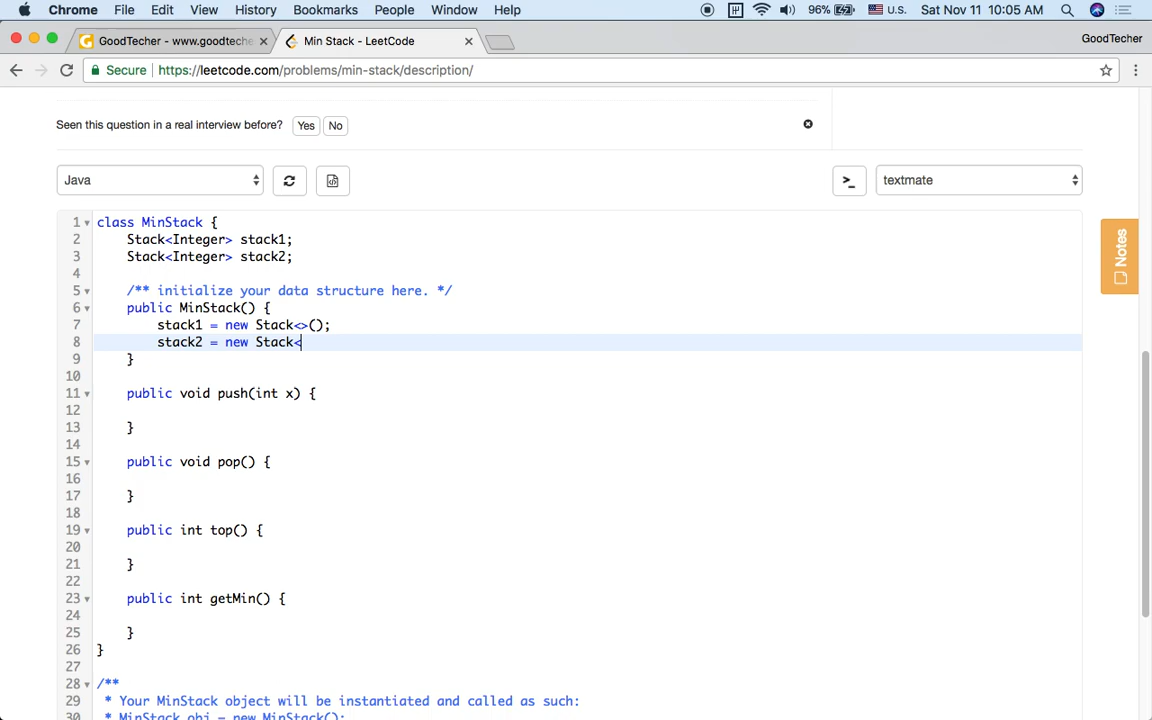 Chrome File Edit View History Bookmarks People Window Help 96% U.S. Sat Nov 11 10:05 AM
GoodTecher - www.goodteche Min Stack - LeetCode GoodTecher
Secure https://leetcode.com/problems/min-stack/description/
Seen this question in a real interview before? Yes No
Java >_ textmate
Notes
1 class MinStack {
2 Stack<Integer> stack1;
3 Stack<Integer> stack2;
4
5 /** initialize your data structure here. */
6 public MinStack() {
7 stack1 = new Stack<>();
8 stack2 = new Stack<
9 }
10
11 public void push(int x) {
12
13 }
14
15 public void pop() {
16
17 }
18
19 public int top() {
20
21 }
22
23 public int getMin() {
24
25 }
26 }
27
28 /**
29 * Your MinStack object will be instantiated and called as such:
30 * MinStack obj = new MinStack();